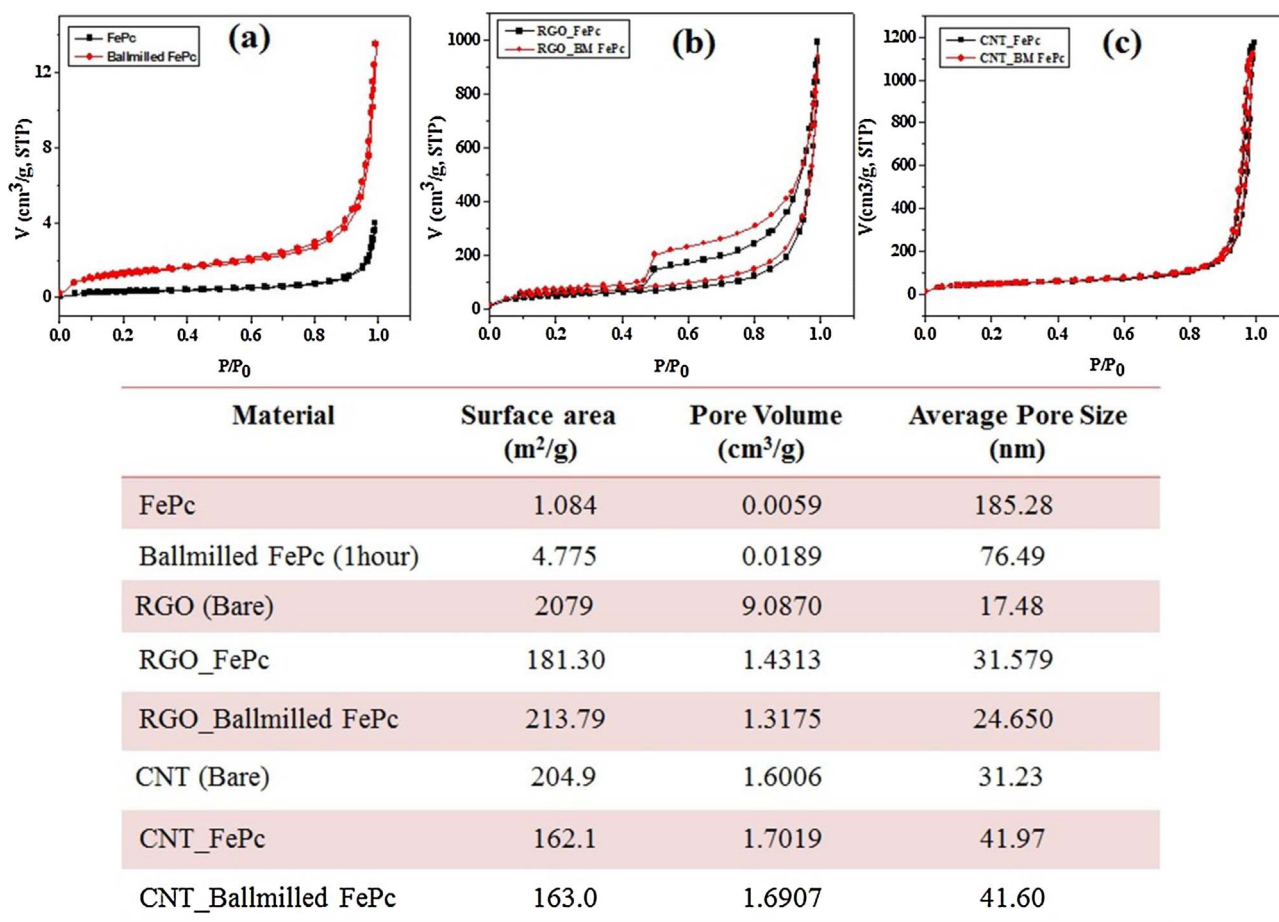 FePc
Ballmilled FePc
(a)
V (cm³/g, STP)
12
8
4
0
0.0 0.2 0.4 0.6 0.8 1.0
P/P₀
RGO_FePc
RGO_BM FePc
(b)
V (cm³/g, STP)
1000
800
600
400
200
0
0.0 0.2 0.4 0.6 0.8 1.0
P/P₀
CNT_FePc
CNT_BM FePc
(c)
V(cm3/g, STP)
1200
1000
800
600
400
200
0
0.0 0.2 0.4 0.6 0.8 1.0
P/P₀
Material Surface area Pore Volume Average Pore Size
(m²/g) (cm³/g) (nm)
FePc 1.084 0.0059 185.28
Ballmilled FePc (1hour) 4.775 0.0189 76.49
RGO (Bare) 2079 9.0870 17.48
RGO_FePc 181.30 1.4313 31.579
RGO_Ballmilled FePc 213.79 1.3175 24.650
CNT (Bare) 204.9 1.6006 31.23
CNT_FePc 162.1 1.7019 41.97
CNT_Ballmilled FePc 163.0 1.6907 41.60